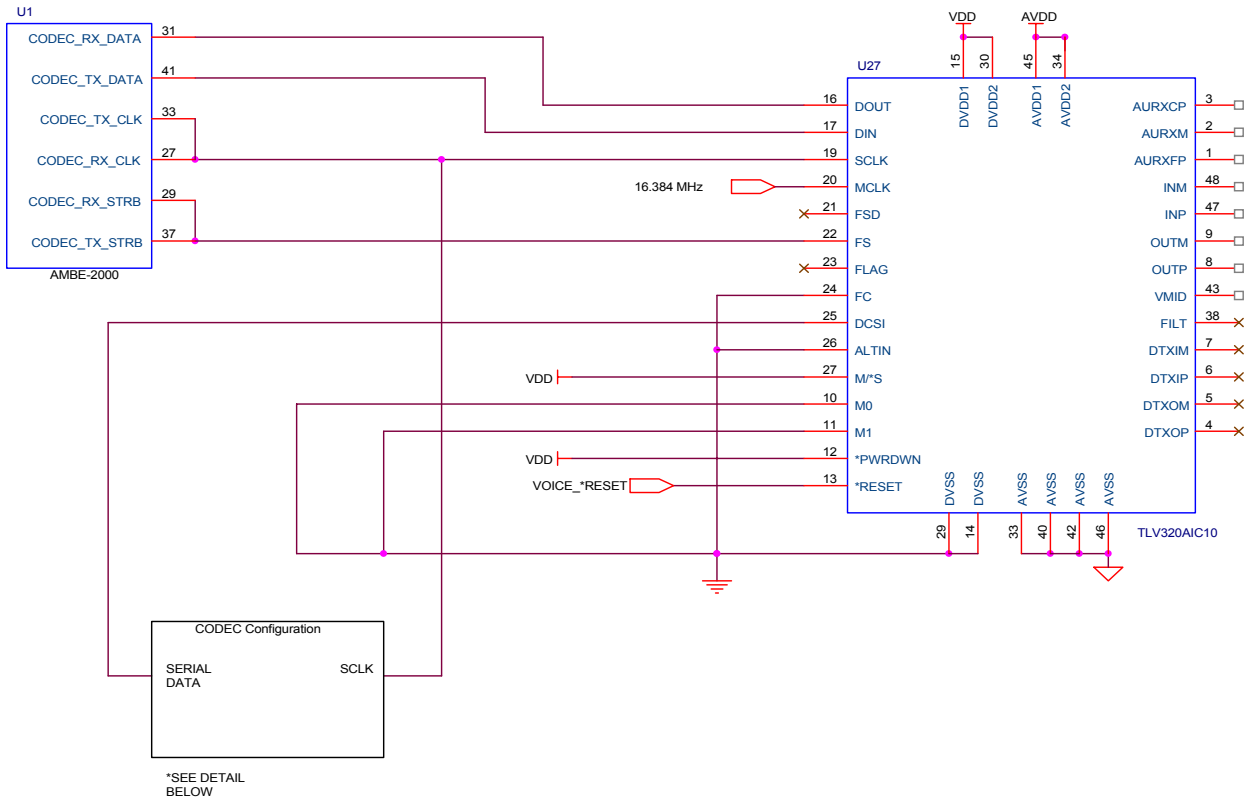 U1
CODEC_RX_DATA 31
CODEC_TX_DATA 41
CODEC_TX_CLK 33
CODEC_RX_CLK 27
CODEC_RX_STRB 29
CODEC_TX_STRB 37
AMBE-2000
VDD
AVDD
15
30
45
34
U27
DVDD1
DVDD2
AVDD1
AVDD2
16 DOUT
17 DIN
19 SCLK
16.384 MHz
20 MCLK
21 FSD
22 FS
23 FLAG
24 FC
25 DCSI
26 ALTIN
VDD
27 M/*S
10 M0
11 M1
VDD
12 *PWRDWN
VOICE_*RESET
13 *RESET
AURXCP 3
AURXM 2
AURXFP 1
INM 48
INP 47
OUTM 9
OUTP 8
VMID 43
FILT 38
DTXIM 7
DTXIP 6
DTXOM 5
DTXOP 4
DVSS
DVSS
AVSS
AVSS
AVSS
AVSS
29
14
33
40
42
46
TLV320AIC10
CODEC Configuration
SERIAL
DATA
SCLK
*SEE DETAIL
BELOW